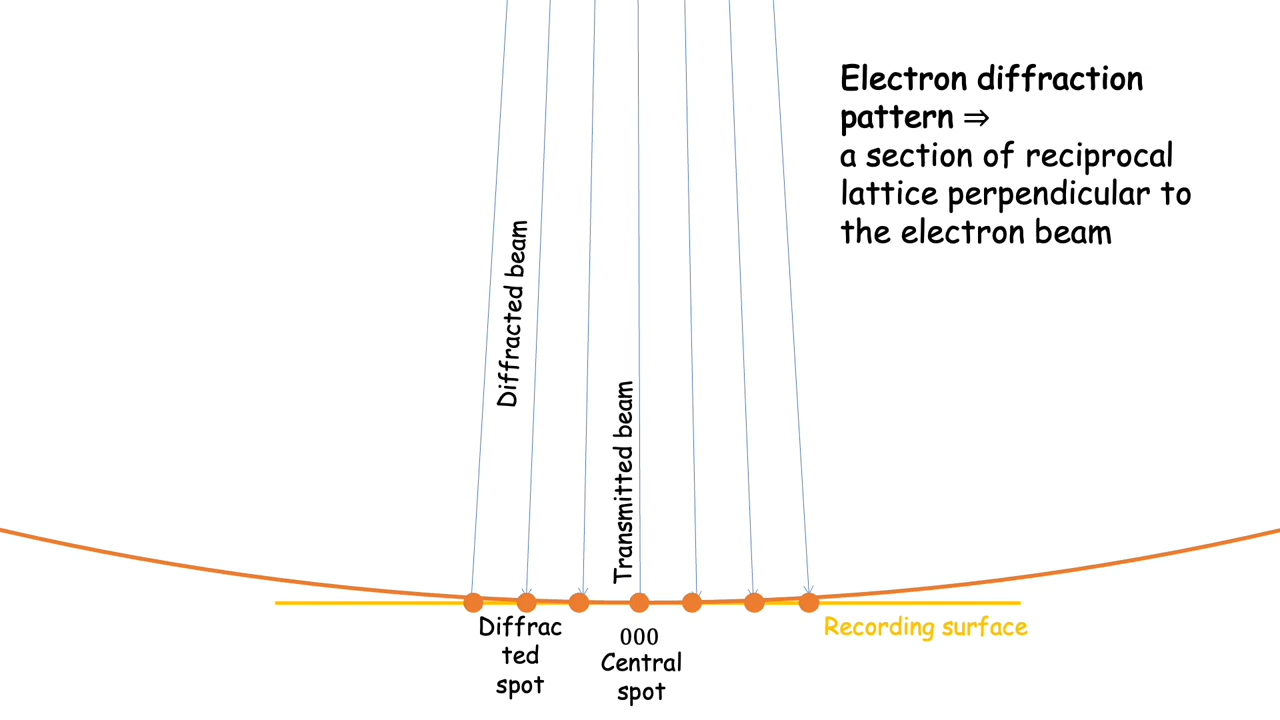 Electron diffraction
pattern ⇒
a section of reciprocal
lattice perpendicular to
the electron beam
Diffracted beam
Transmitted beam
Diffrac
ted
spot
000
Central
spot
Recording surface